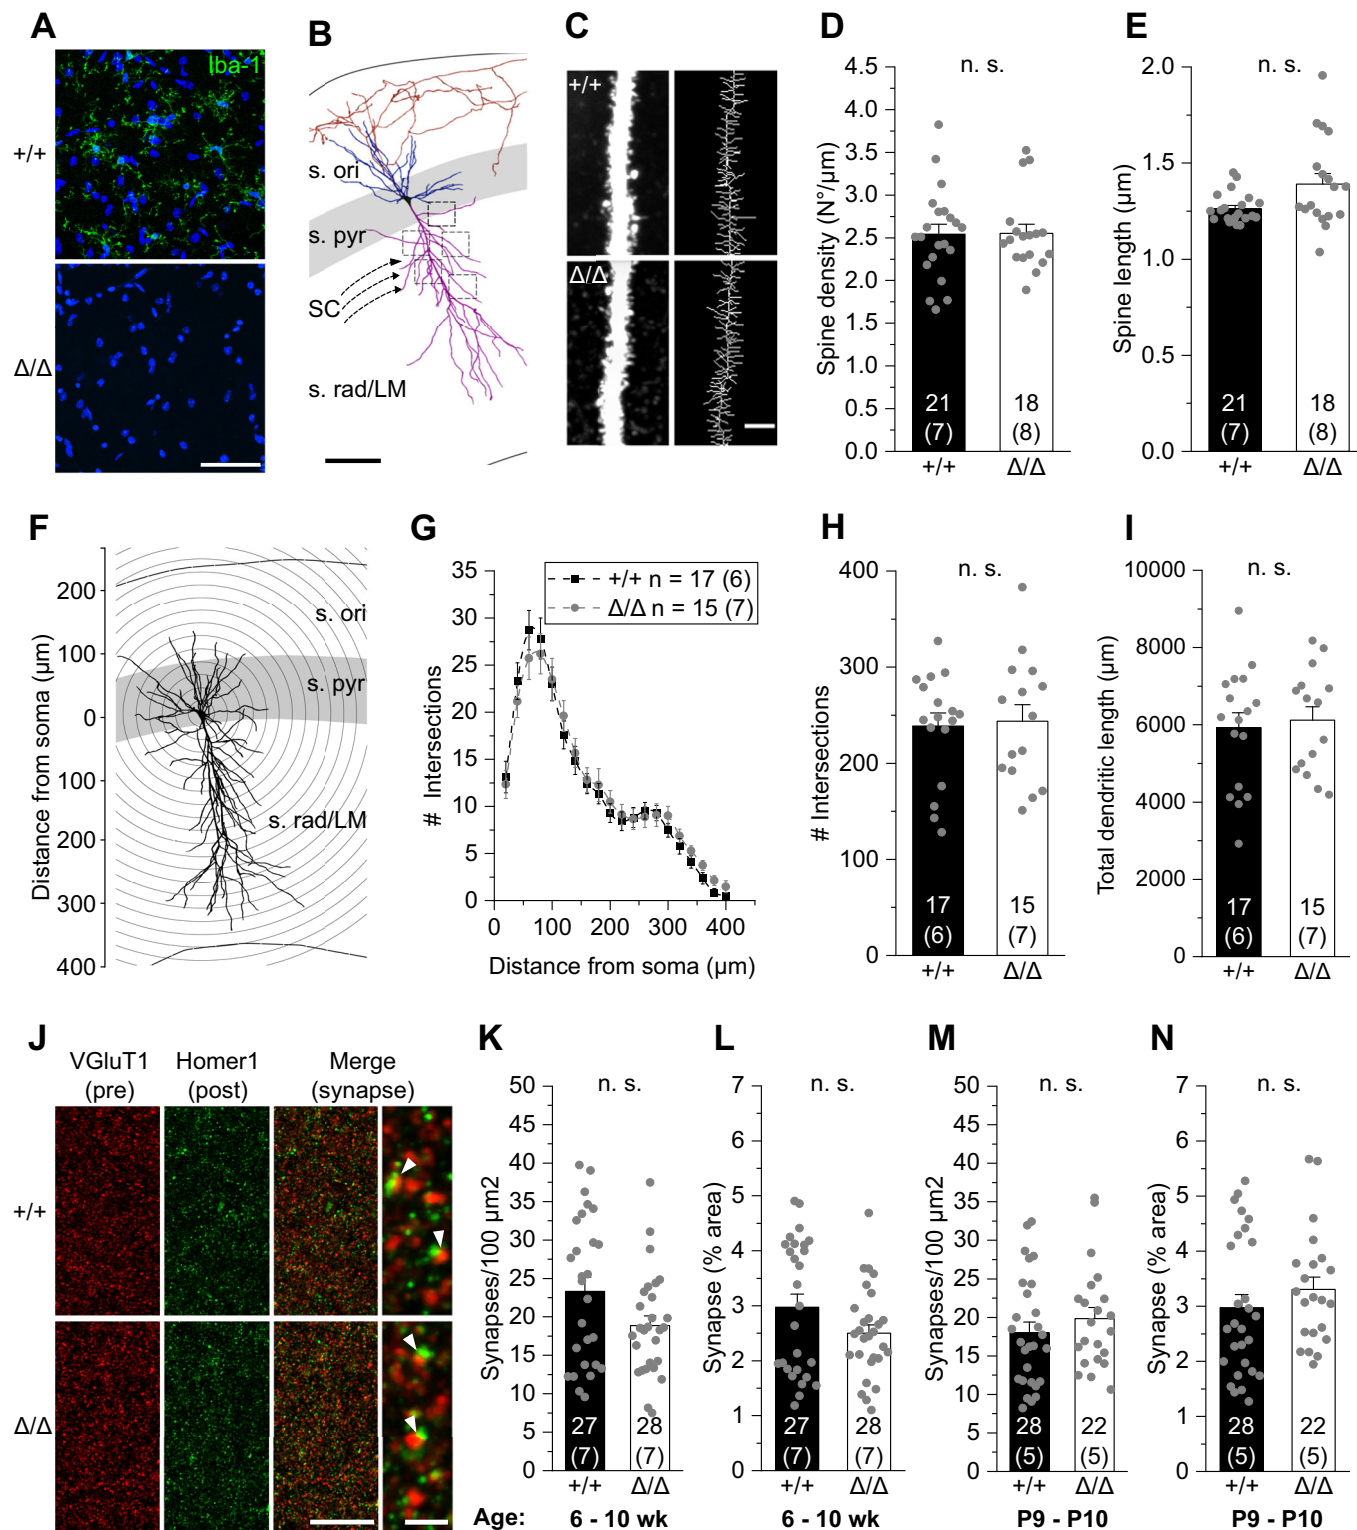 A
Iba-1
+/+
Δ/Δ
B
s. ori
s. pyr
SC
s. rad/LM
C
+/+
Δ/Δ
D
n. s.
Spine density (N°/µm)
4.5
4.0
3.5
3.0
2.5
2.0
1.5
1.0
0.5
0.0
21
(7)
18
(8)
+/+
Δ/Δ
E
n. s.
Spine length (µm)
2.0
1.5
1.0
0.5
0.0
21
(7)
18
(8)
+/+
Δ/Δ
F
Distance from soma (µm)
200
100
0
100
200
300
400
s. ori
s. pyr
s. rad/LM
G
# Intersections
35
30
25
20
15
10
5
0
+/+ n = 17 (6)
Δ/Δ n = 15 (7)
0
100
200
300
400
Distance from soma (µm)
H
n. s.
# Intersections
400
300
200
100
0
17
(6)
15
(7)
+/+
Δ/Δ
I
n. s.
Total dendritic length (µm)
10000
8000
6000
4000
2000
0
17
(6)
15
(7)
+/+
Δ/Δ
J
VGluT1
(pre)
Homer1
(post)
Merge
(synapse)
+/+
Δ/Δ
K
n. s.
Synapses/100 µm2
50
45
40
35
30
25
20
15
10
5
0
27
(7)
28
(7)
+/+
Δ/Δ
Age:
6 - 10 wk
L
n. s.
Synapse (% area)
7
6
5
4
3
2
1
0
27
(7)
28
(7)
+/+
Δ/Δ
6 - 10 wk
M
n. s.
Synapses/100 µm2
50
45
40
35
30
25
20
15
10
5
0
28
(5)
22
(5)
+/+
Δ/Δ
P9 - P10
N
n. s.
Synapse (% area)
7
6
5
4
3
2
1
0
28
(5)
22
(5)
+/+
Δ/Δ
P9 - P10